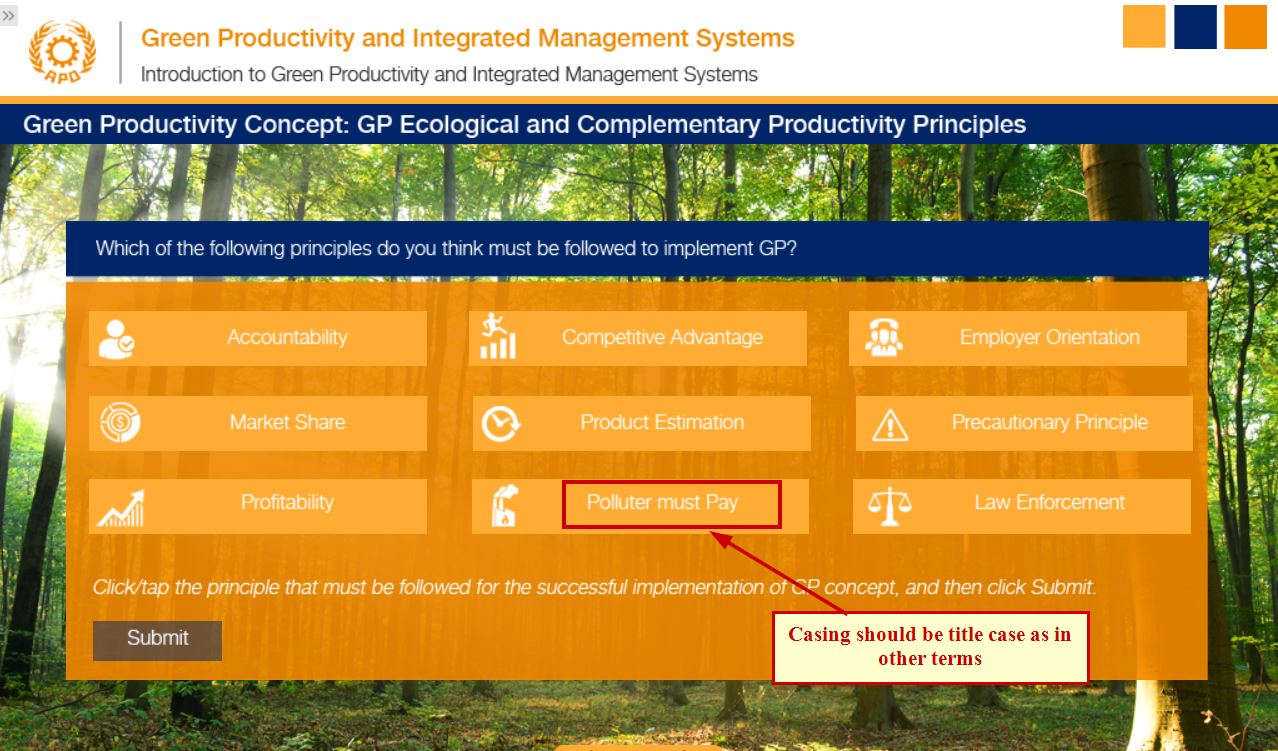 »
APO
Green Productivity and Integrated Management Systems
Introduction to Green Productivity and Integrated Management Systems
Green Productivity Concept: GP Ecological and Complementary Productivity Principles
Which of the following principles do you think must be followed to implement GP?
Accountability
Competitive Advantage
Employer Orientation
Market Share
Product Estimation
Precautionary Principle
Profitability
Polluter must Pay
Law Enforcement
Click/tap the principle that must be followed for the successful implementation of GP concept, and then click Submit.
Submit
Casing should be title case as in
other terms